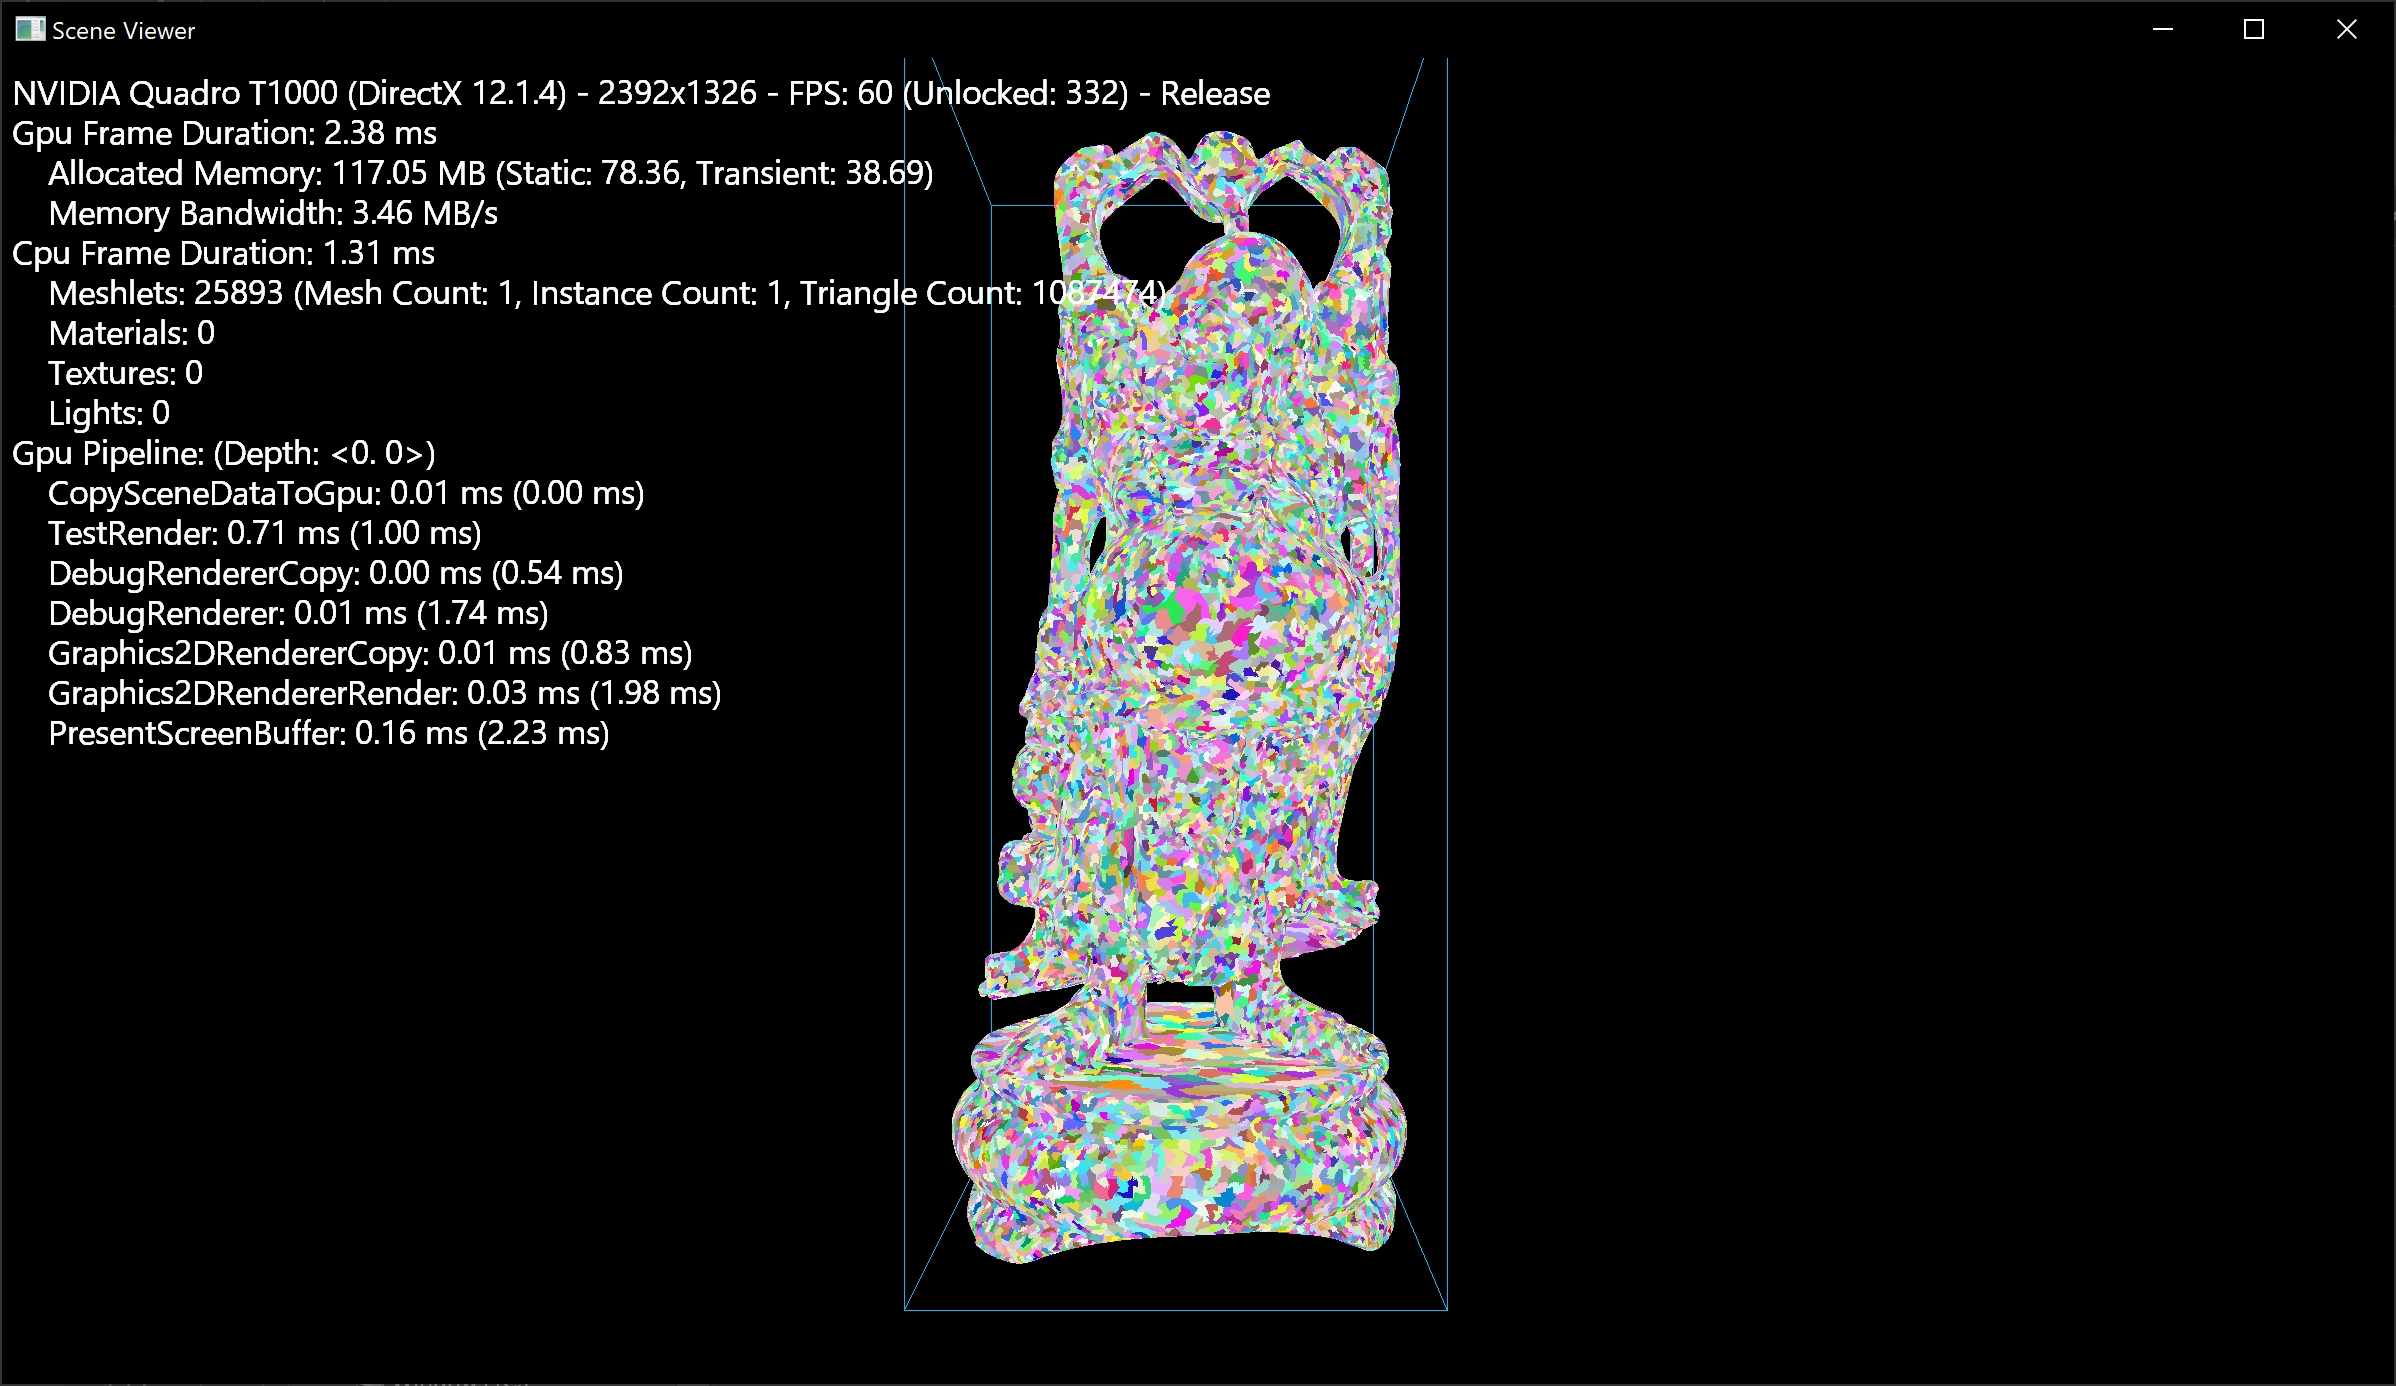 Scene Viewer
NVIDIA Quadro T1000 (DirectX 12.1.4) - 2392x1326 - FPS: 60 (Unlocked: 332) - Release
Gpu Frame Duration: 2.38 ms
Allocated Memory: 117.05 MB (Static: 78.36, Transient: 38.69)
Memory Bandwidth: 3.46 MB/s
Cpu Frame Duration: 1.31 ms
Meshlets: 25893 (Mesh Count: 1, Instance Count: 1, Triangle Count: 1087474)
Materials: 0
Textures: 0
Lights: 0
Gpu Pipeline: (Depth: <0. 0>)
CopySceneDataToGpu: 0.01 ms (0.00 ms)
TestRender: 0.71 ms (1.00 ms)
DebugRendererCopy: 0.00 ms (0.54 ms)
DebugRenderer: 0.01 ms (1.74 ms)
Graphics2DRendererCopy: 0.01 ms (0.83 ms)
Graphics2DRendererRender: 0.03 ms (1.98 ms)
PresentScreenBuffer: 0.16 ms (2.23 ms)